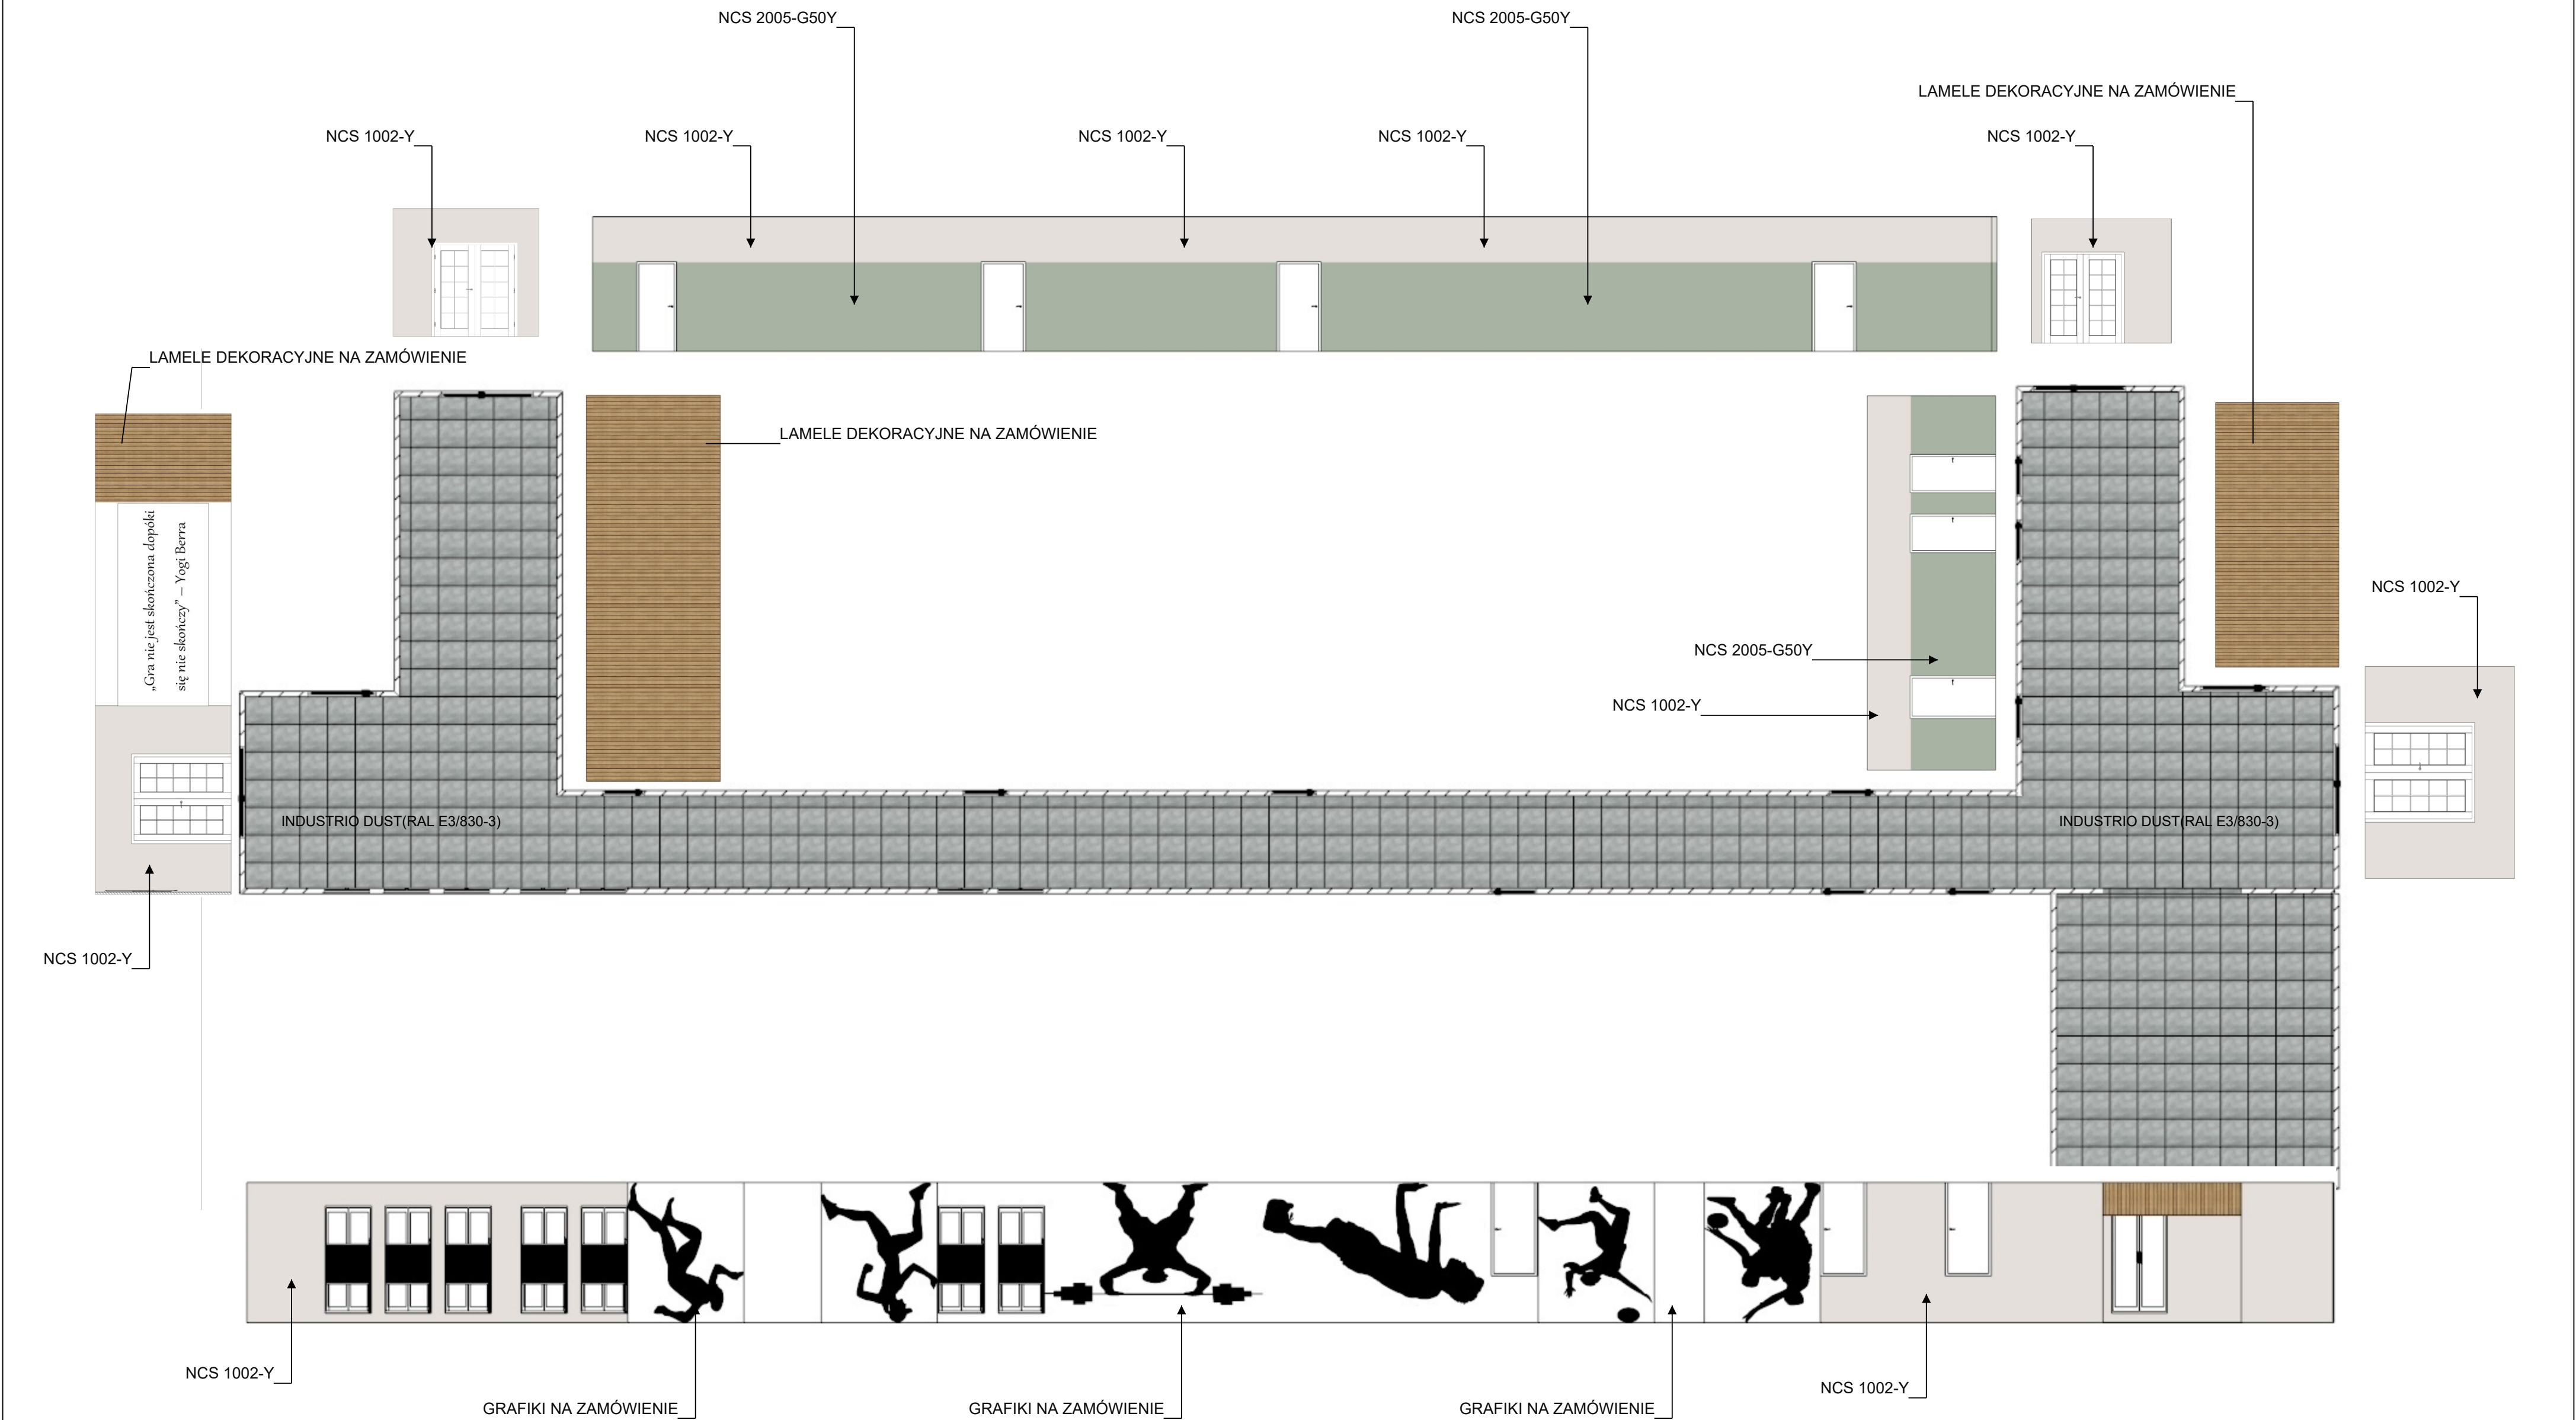 NCS 2005-G50Y
NCS 2005-G50Y
LAMELE DEKORACYJNE NA ZAMÓWIENIE
NCS 1002-Y
NCS 1002-Y
NCS 1002-Y
NCS 1002-Y
NCS 1002-Y
LAMELE DEKORACYJNE NA ZAMÓWIENIE
LAMELE DEKORACYJNE NA ZAMÓWIENIE
„Gra nie jest skończona dopóki
się nie skończy” – Yogi Berra
NCS 1002-Y
NCS 2005-G50Y
NCS 1002-Y
INDUSTRIO DUST(RAL E3/830-3)
INDUSTRIO DUST(RAL E3/830-3)
NCS 1002-Y
NCS 1002-Y
NCS 1002-Y
GRAFIKI NA ZAMÓWIENIE
GRAFIKI NA ZAMÓWIENIE
GRAFIKI NA ZAMÓWIENIE